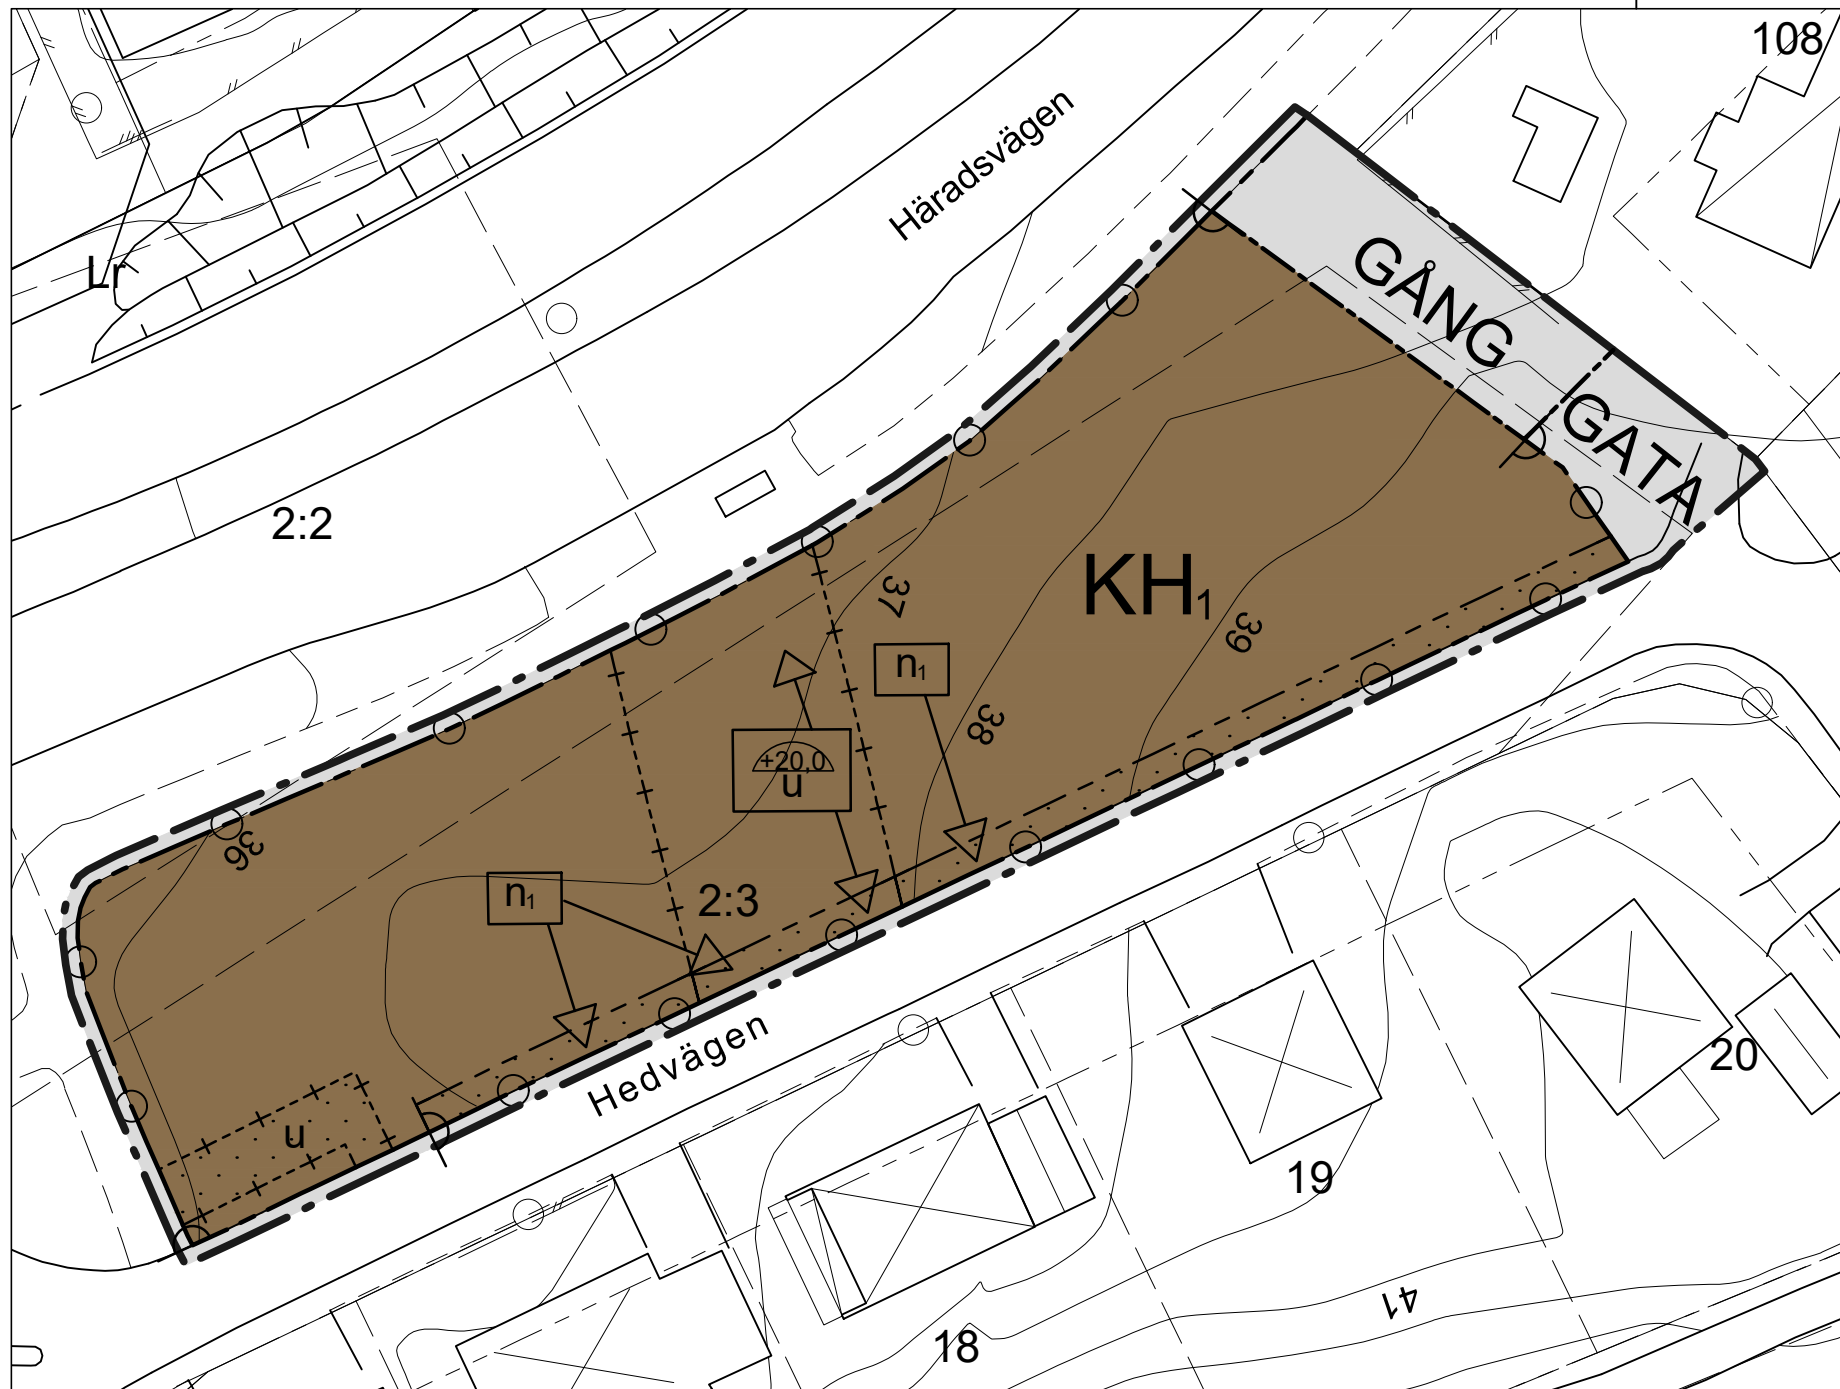 108
Häradsvägen
Lr
GÅNG
GATA
2:2
KH1
37
39
n1
38
+20,0
u
36
n1
2:3
Hedvägen
u
20
19
41
18